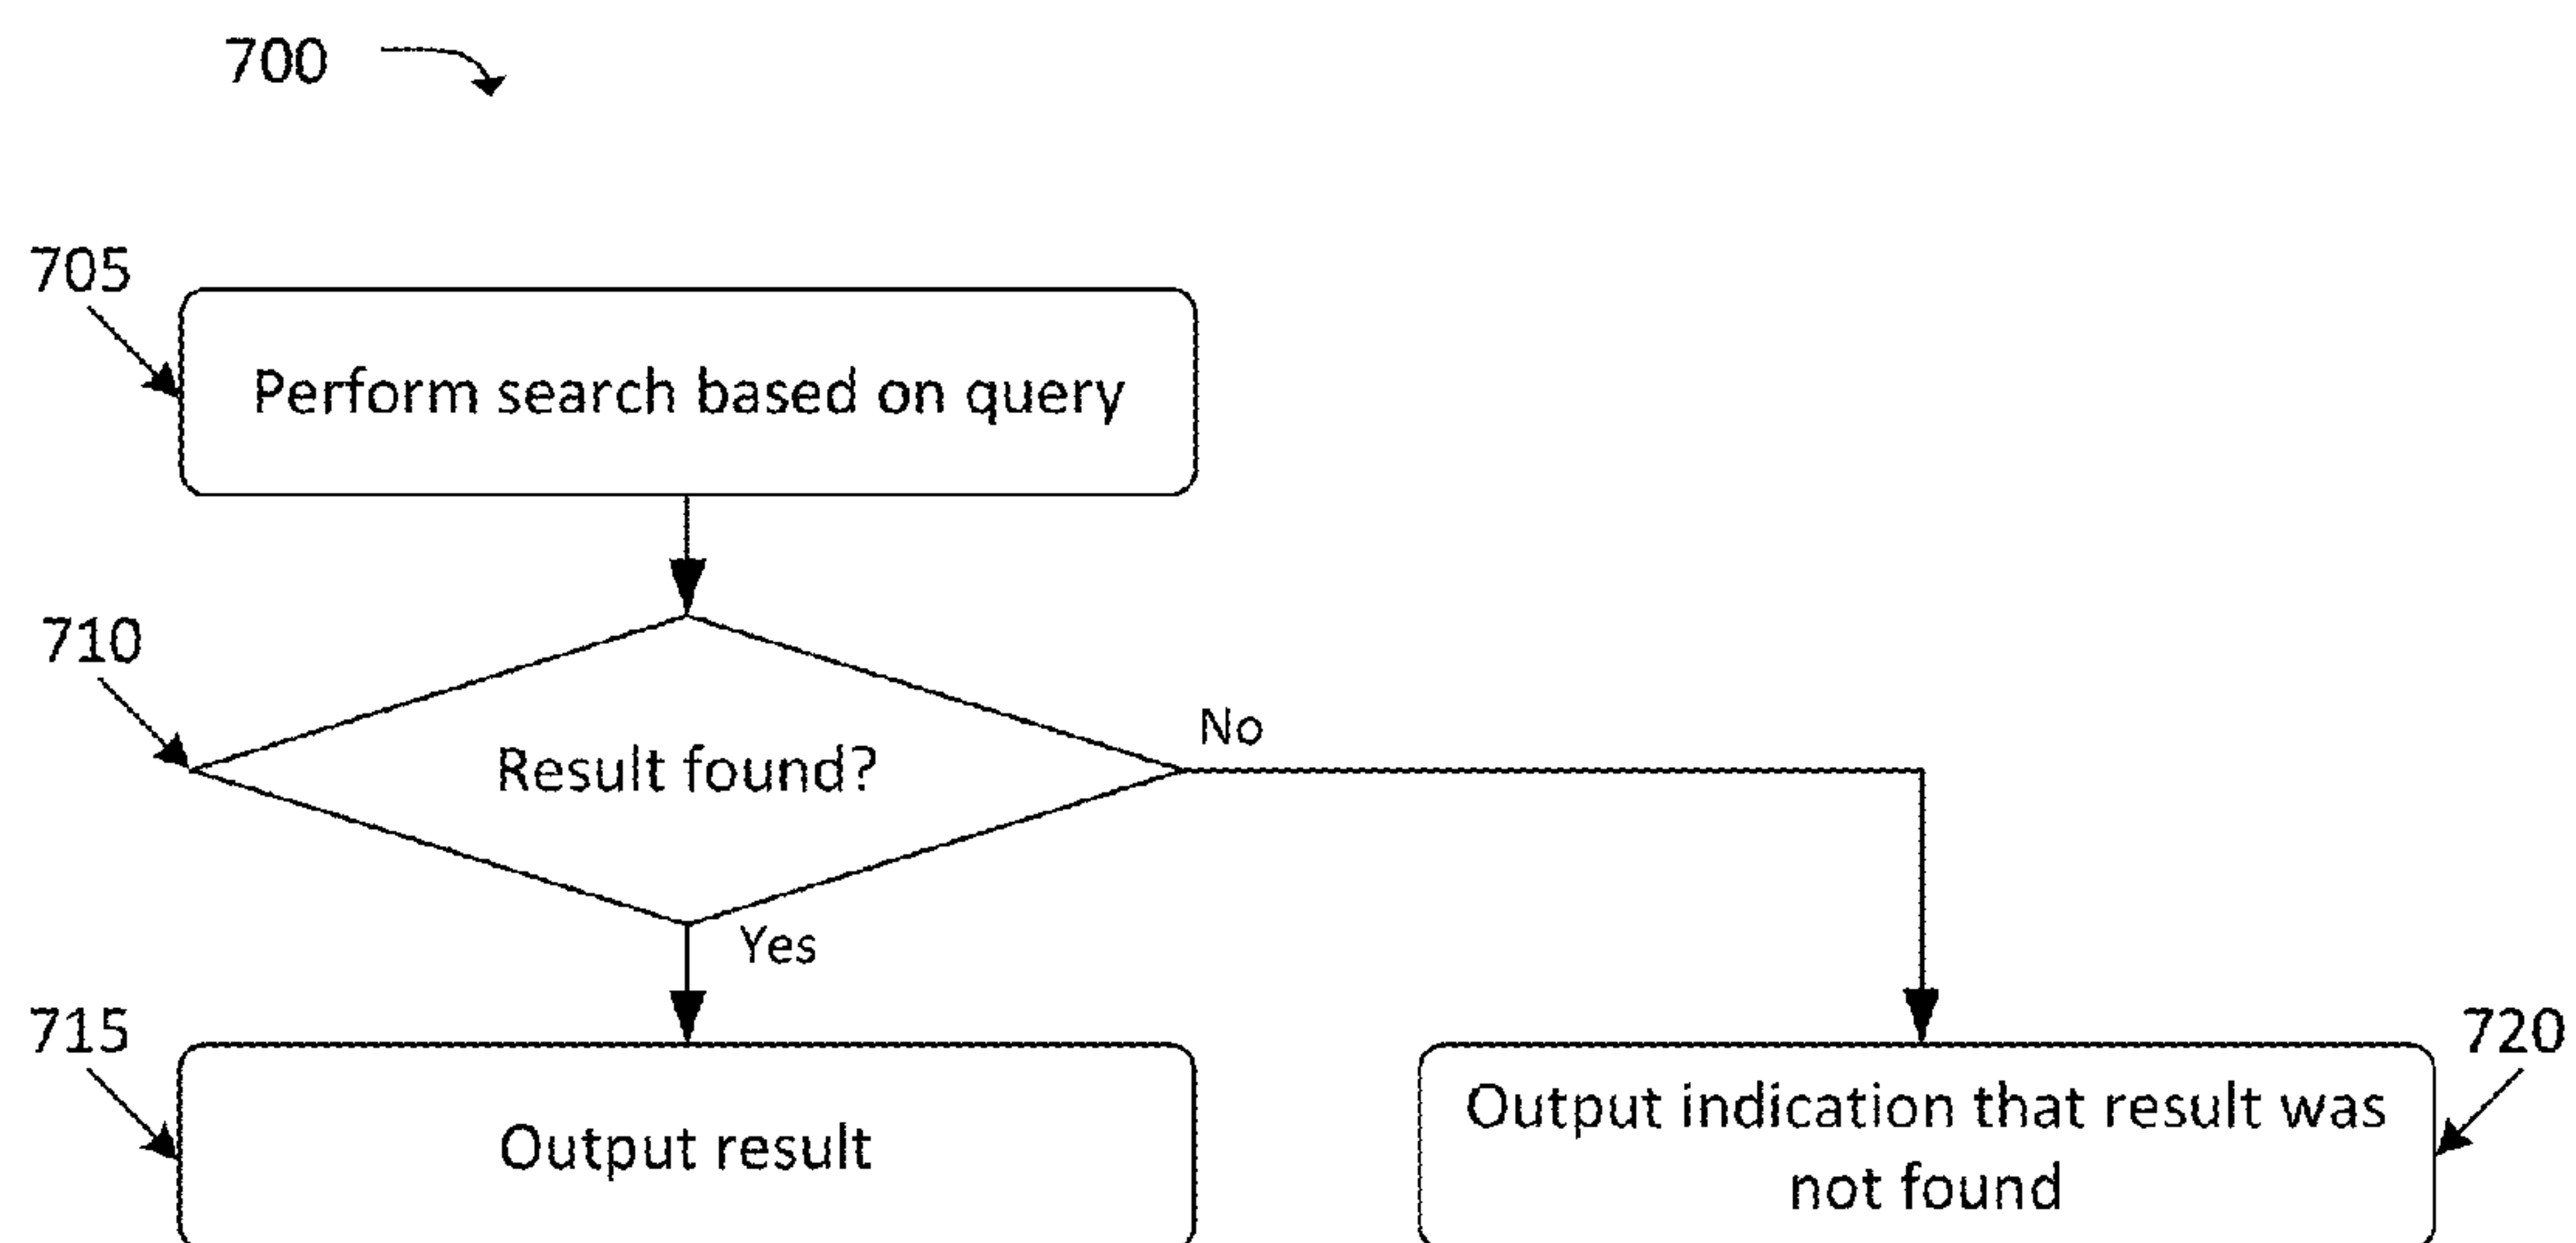 700
705
Perform search based on query
710
Result found?
No
Yes
715
Output result
720
Output indication that result was
not found